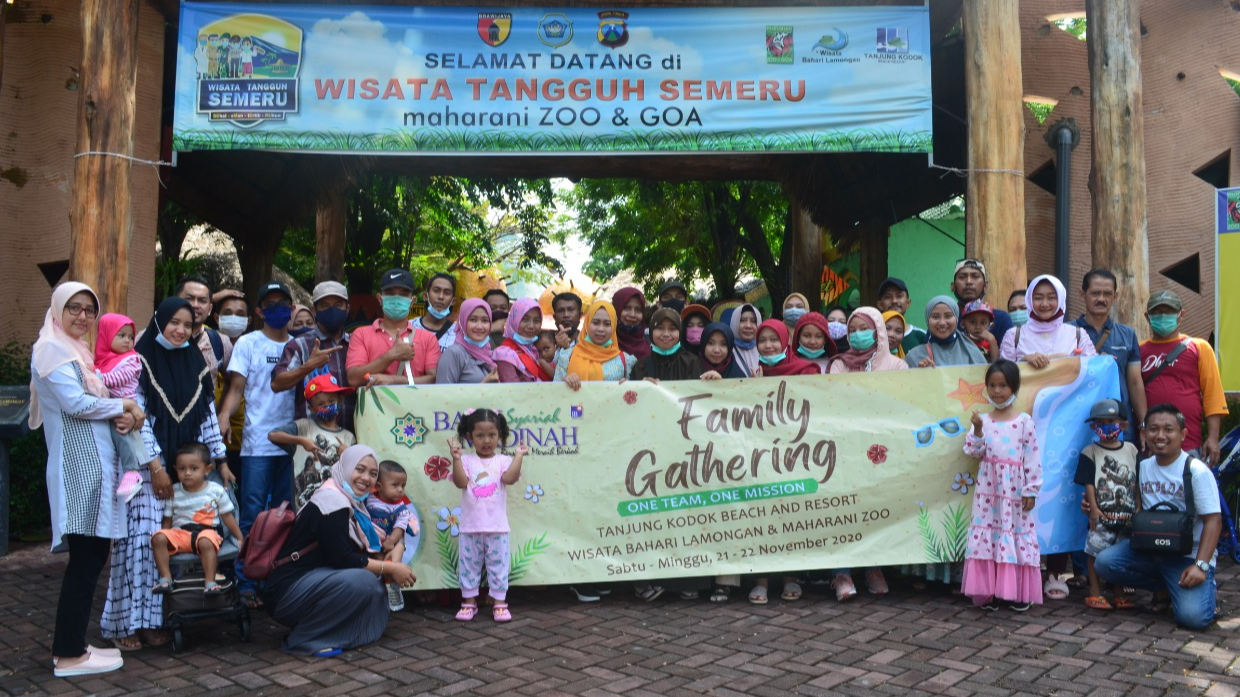 SELAMAT DATANG di
WISATA TANGGUH SEMERU
maharani ZOO & GOA
WISATA TANGGUH
SEMERU
Wisata
Bahari Lamongan
TANJUNG KODOK
Syariah
Family
Gathering
ONE TEAM, ONE MISSION
TANJUNG KODOK BEACH AND RESORT
WISATA BAHARI LAMONGAN & MAHARANI ZOO
Sabtu - Minggu, 21 - 22 November 2020
EOS